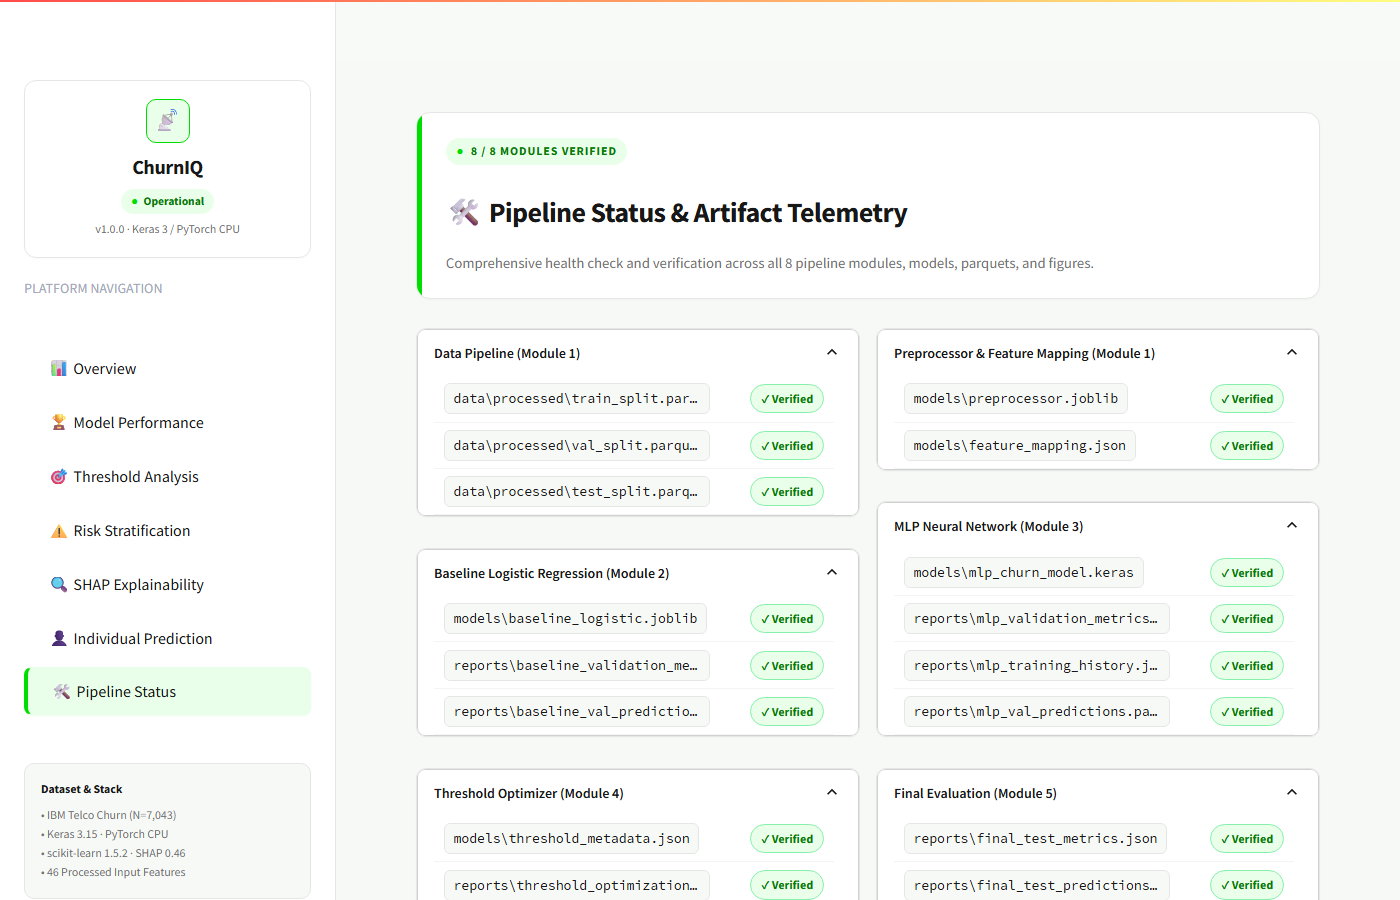 ChurnIQ
● Operational
v1.0.0 · Keras 3 / PyTorch CPU
PLATFORM NAVIGATION
Overview
Model Performance
Threshold Analysis
Risk Stratification
SHAP Explainability
Individual Prediction
Pipeline Status
Dataset & Stack
• IBM Telco Churn (N=7,043)
• Keras 3.15 · PyTorch CPU
• scikit-learn 1.5.2 · SHAP 0.46
• 46 Processed Input Features
● 8 / 8 MODULES VERIFIED
Pipeline Status & Artifact Telemetry
Comprehensive health check and verification across all 8 pipeline modules, models, parquets, and figures.
Data Pipeline (Module 1)
data\processed\train_split.par… ✓ Verified
data\processed\val_split.parqu… ✓ Verified
data\processed\test_split.parq… ✓ Verified
Baseline Logistic Regression (Module 2)
models\baseline_logistic.joblib ✓ Verified
reports\baseline_validation_me… ✓ Verified
reports\baseline_val_predictio… ✓ Verified
Threshold Optimizer (Module 4)
models\threshold_metadata.json ✓ Verified
reports\threshold_optimization… ✓ Verified
Preprocessor & Feature Mapping (Module 1)
models\preprocessor.joblib ✓ Verified
models\feature_mapping.json ✓ Verified
MLP Neural Network (Module 3)
models\mlp_churn_model.keras ✓ Verified
reports\mlp_validation_metrics… ✓ Verified
reports\mlp_training_history.j… ✓ Verified
reports\mlp_val_predictions.pa… ✓ Verified
Final Evaluation (Module 5)
reports\final_test_metrics.json ✓ Verified
reports\final_test_predictions… ✓ Verified